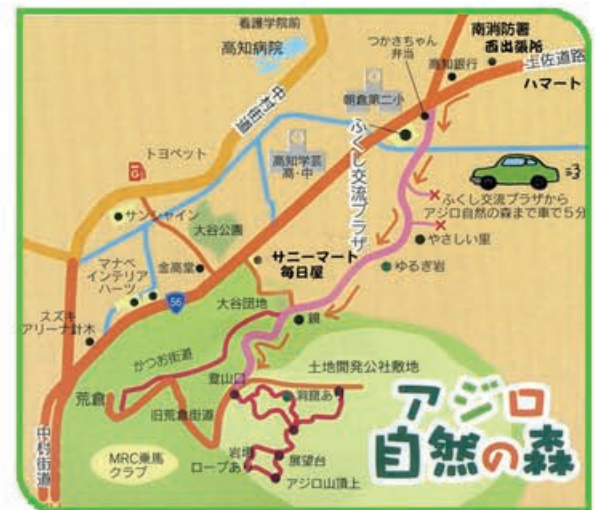 看護学院前
高知病院
中村街道
トヨペット
サンシャイン
大谷公園
高知学芸
高・中
朝倉第二小
つかさちゃん
弁当
高知銀行
南消防署
西出張所
土佐道路
ハマート
ふくし交流プラザ
ふくし交流プラザから
アジロ自然の森まで車で5分
やさしい里
ゆるぎ岩
サニーマート
毎日屋
マナベ
インテリア
ハーツ
金高堂
スズキ
アリーナ針木
56
大谷団地
鏡
かつお街道
登山口
土地開発公社敷地
荒倉
旧荒倉街道
洞窟あり
岩場
ロープあり
展望台
アジロ山頂上
MRC乗馬
クラブ
中村街道
アジロ
自然の森